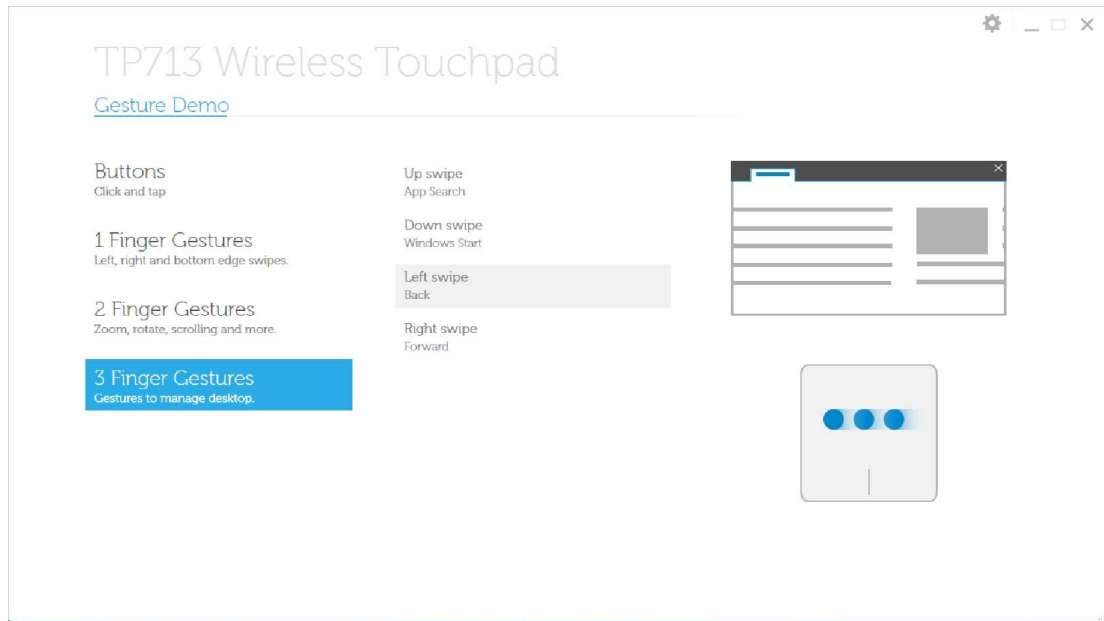 TP713 Wireless Touchpad
Gesture Demo
Buttons
Click and tap
1 Finger Gestures
Left, right and bottom edge swipes.
2 Finger Gestures
Zoom, rotate, scrolling and more.
3 Finger Gestures
Gestures to manage desktop.
Up swipe
App Search
Down swipe
Windows Start
Left swipe
Back
Right swipe
Forward